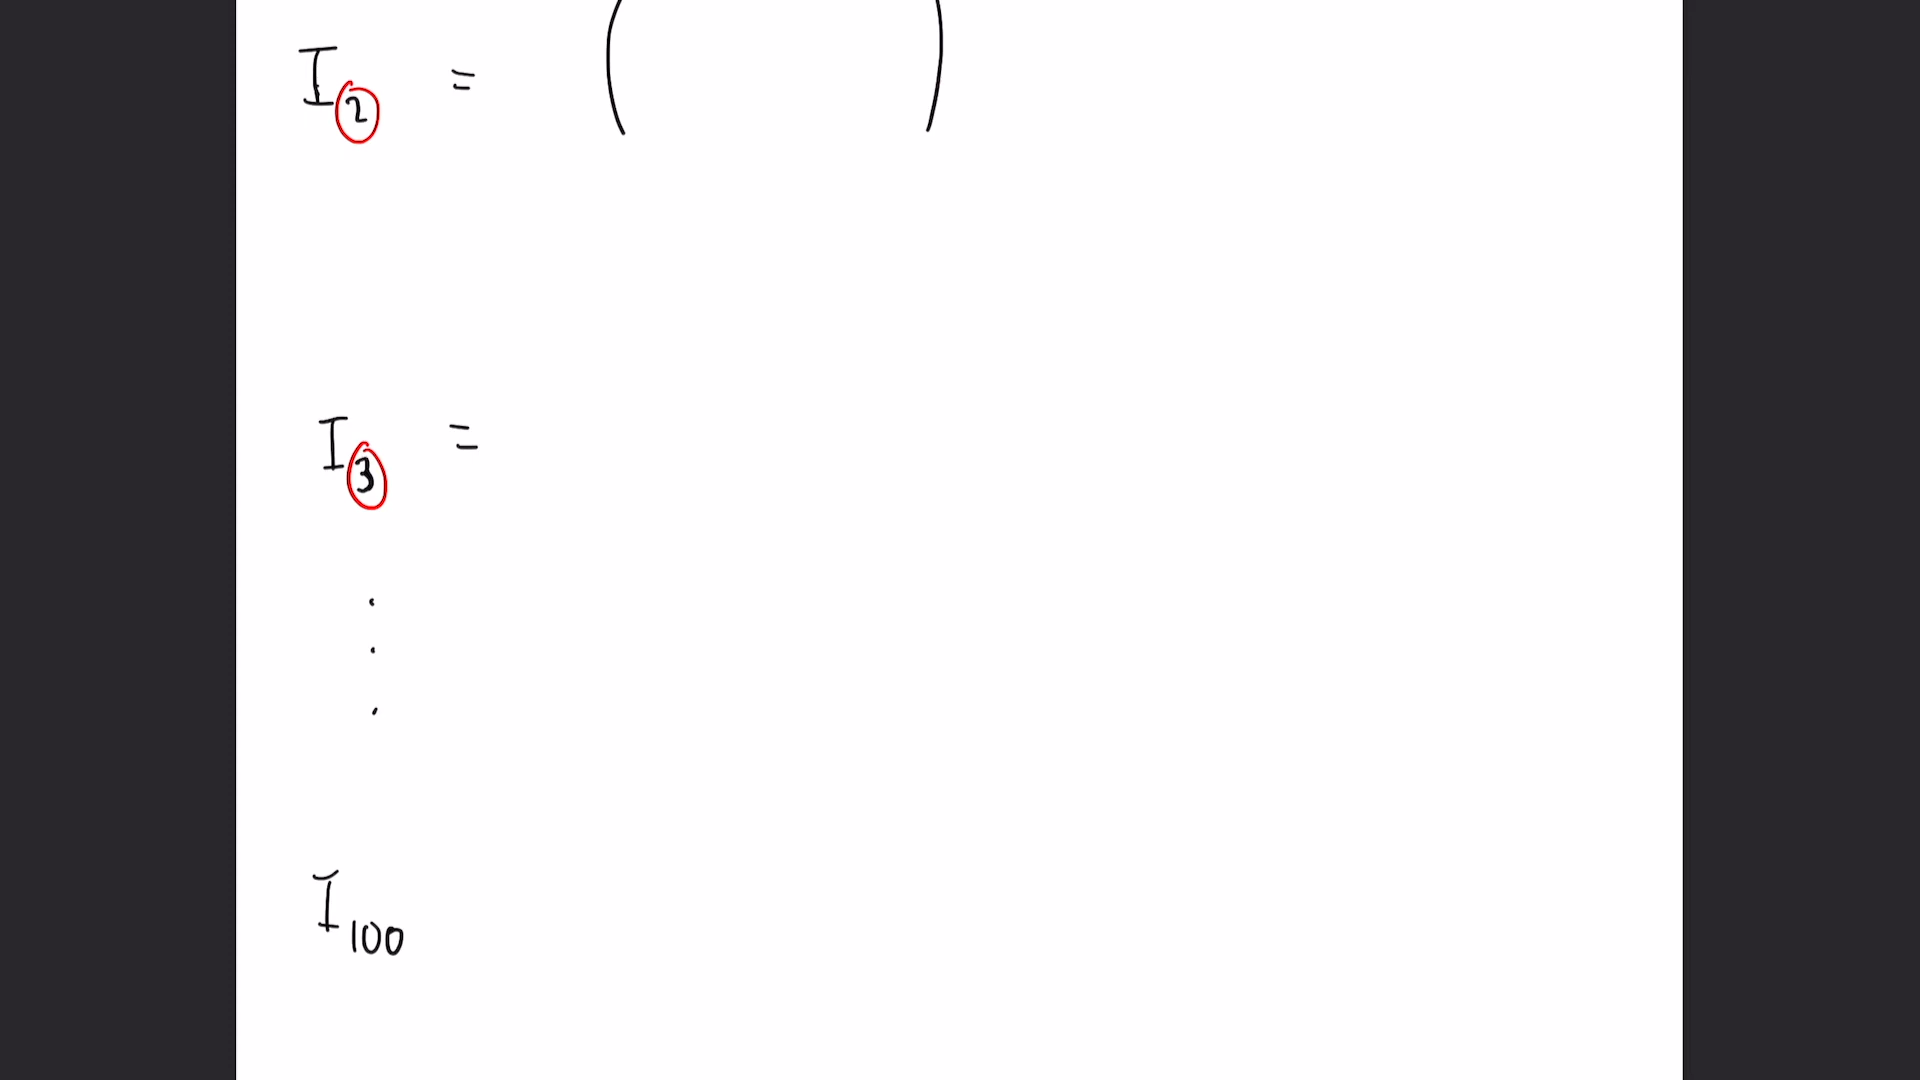 I₂ = ( )
I₃ =
.
.
.
I₁₀₀